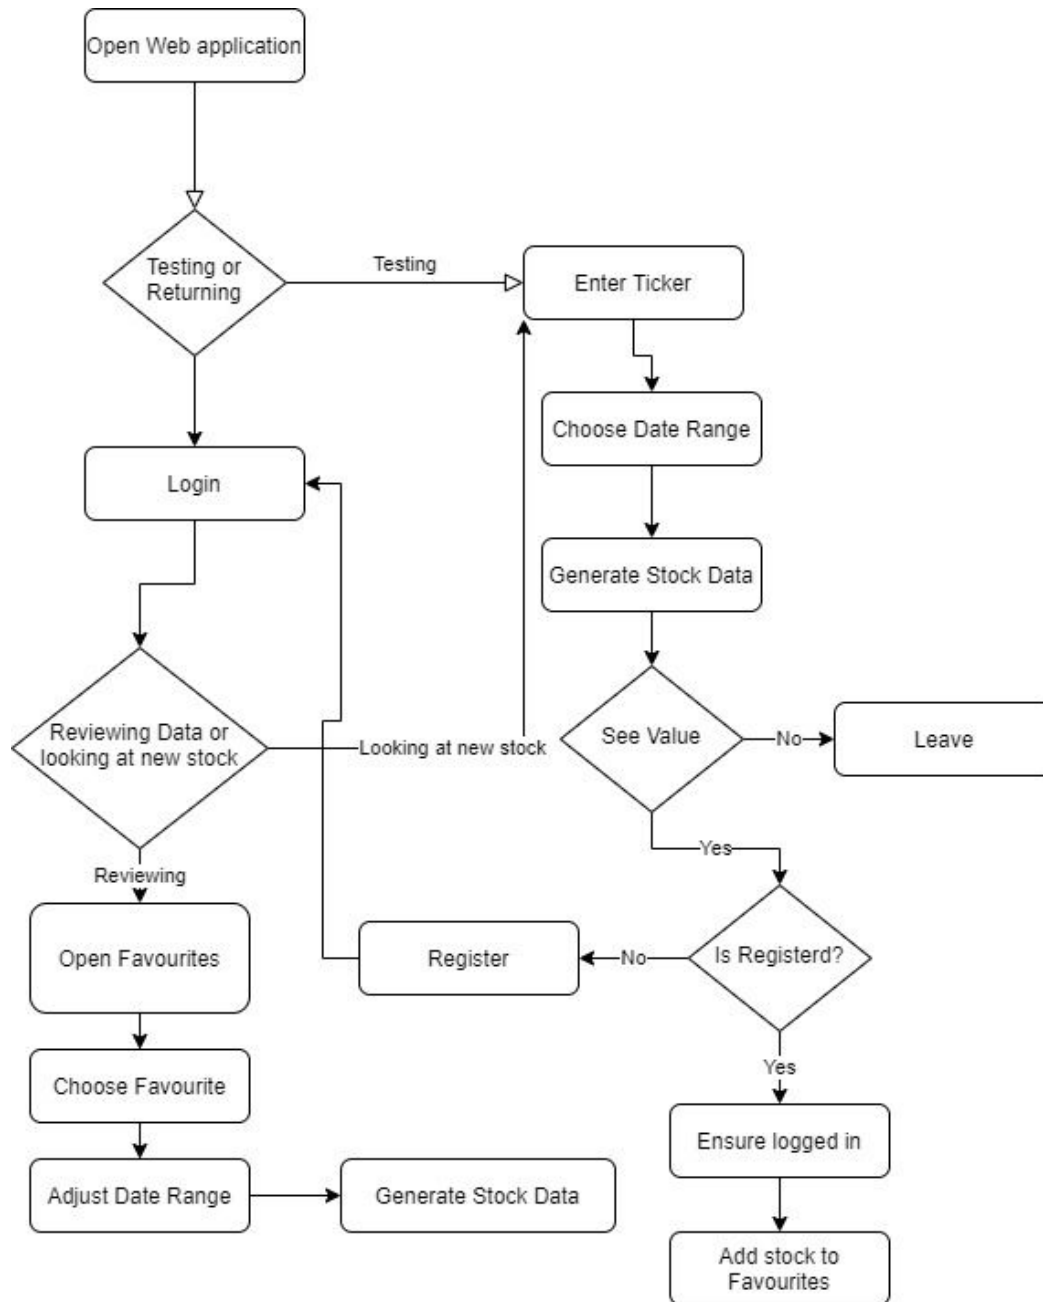 Open Web application
Testing or
Returning
Testing
Enter Ticker
Choose Date Range
Login
Generate Stock Data
Reviewing Data or
looking at new stock
Looking at new stock
See Value
No
Leave
Yes
Reviewing
Open Favourites
Register
No
Is Registerd?
Choose Favourite
Yes
Ensure logged in
Adjust Date Range
Generate Stock Data
Add stock to
Favourites